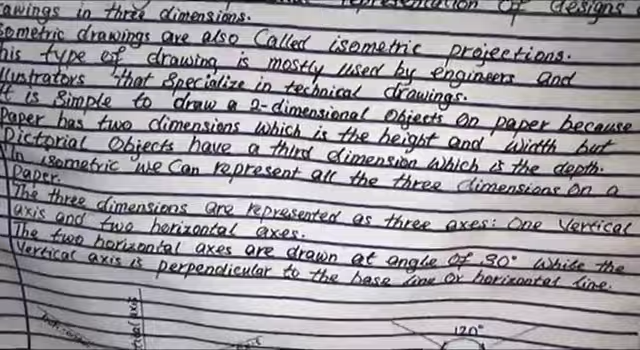 awings in three dimensions. representation of designs
sometric drawings are also Called isometric projections.
his type of drawing is mostly used by engineers and
llustrators that Specialize in technical drawings.
It is Simple to draw a 2-dimensional Objects On paper because
paper has two dimensions which is the height and width but
Pictorial Objects have a third dimension which is the depth.
In isometric we Can represent all the three dimensions on a
paper.
The three dimensions are represented as three axes: One Vertical
axis and two horizontal axes.
The two horizontal axes are drawn at angle of 30° While the
Vertical axis is perpendicular to the base line or horizontal line.
axis
120°